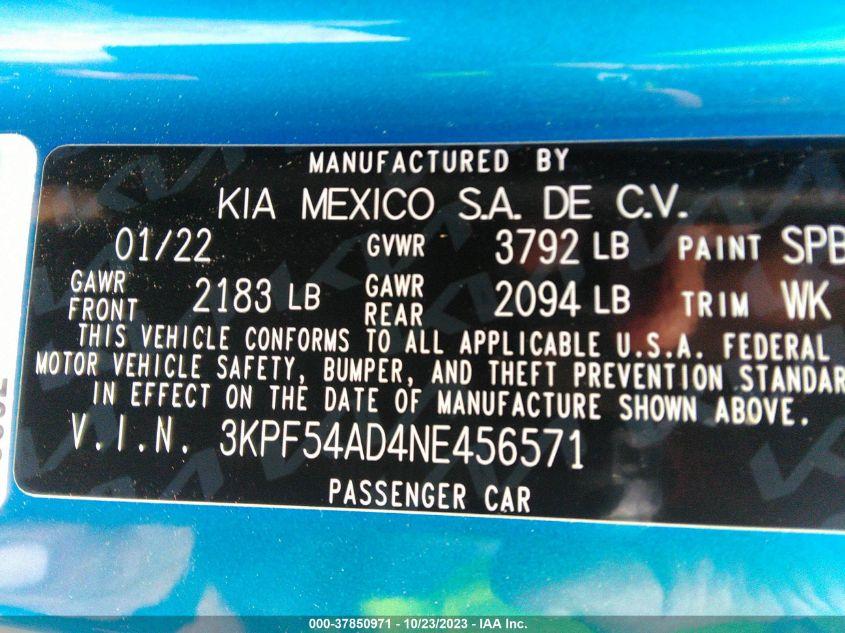 MANUFACTURED BY
KIA MEXICO S.A. DE C.V.
01/22 GVWR 3792 LB PAINT SPB
GAWR FRONT 2183 LB GAWR REAR 2094 LB TRIM WK
THIS VEHICLE CONFORMS TO ALL APPLICABLE U.S.A. FEDERAL
MOTOR VEHICLE SAFETY, BUMPER, AND THEFT PREVENTION STANDAR
IN EFFECT ON THE DATE OF MANUFACTURE SHOWN ABOVE.
V.I.N. 3KPF54AD4NE456571
PASSENGER CAR
000-37850971 - 10/23/2023 - IAA Inc.